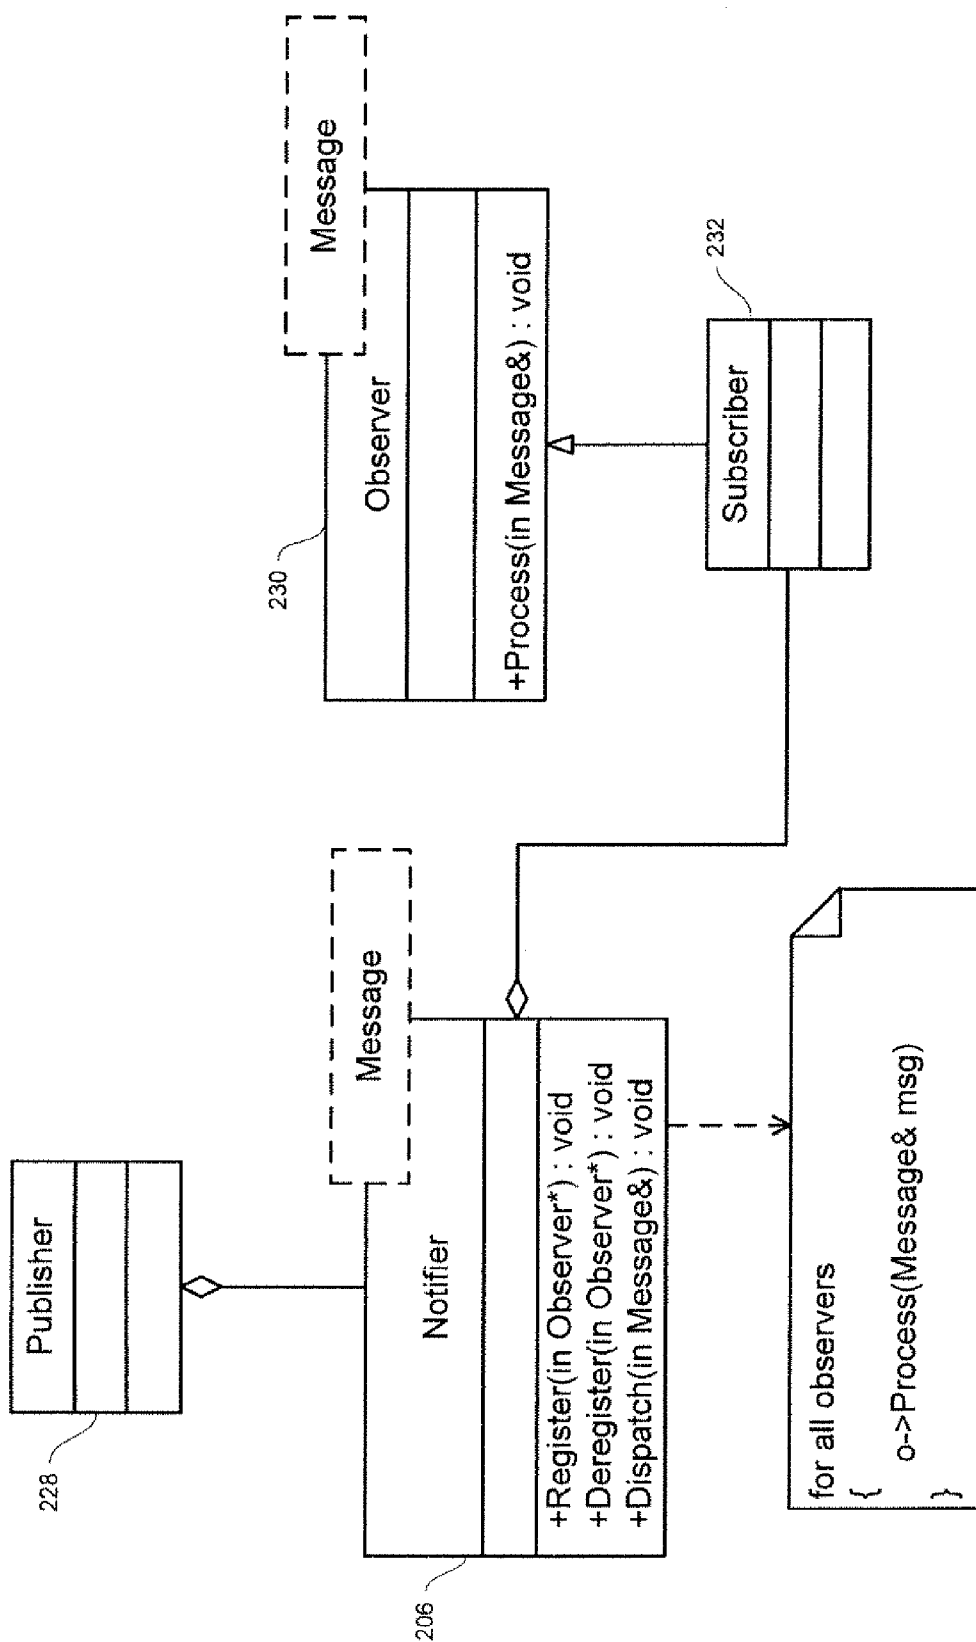 228
Publisher
206
Message
Notifier
+Register(in Observer*) : void
+Deregister(in Observer*) : void
+Dispatch(in Message&) : void
for all observers
{
o->Process(Message& msg)
}
230
Message
Observer
+Process(in Message&) : void
232
Subscriber